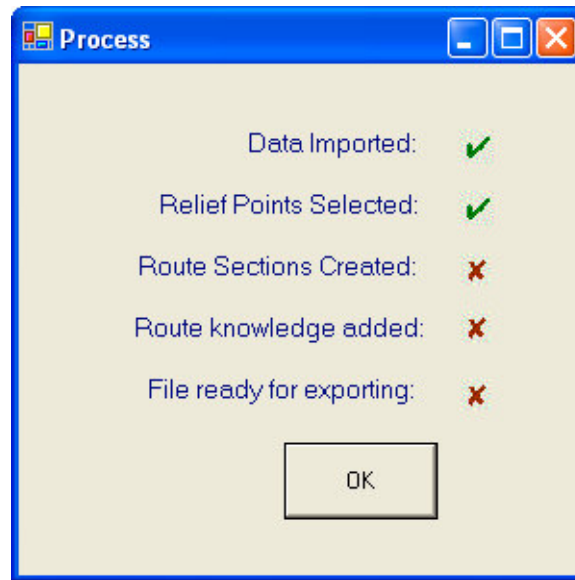 Process
Data Imported:
Relief Points Selected:
Route Sections Created:
Route knowledge added:
File ready for exporting:
OK